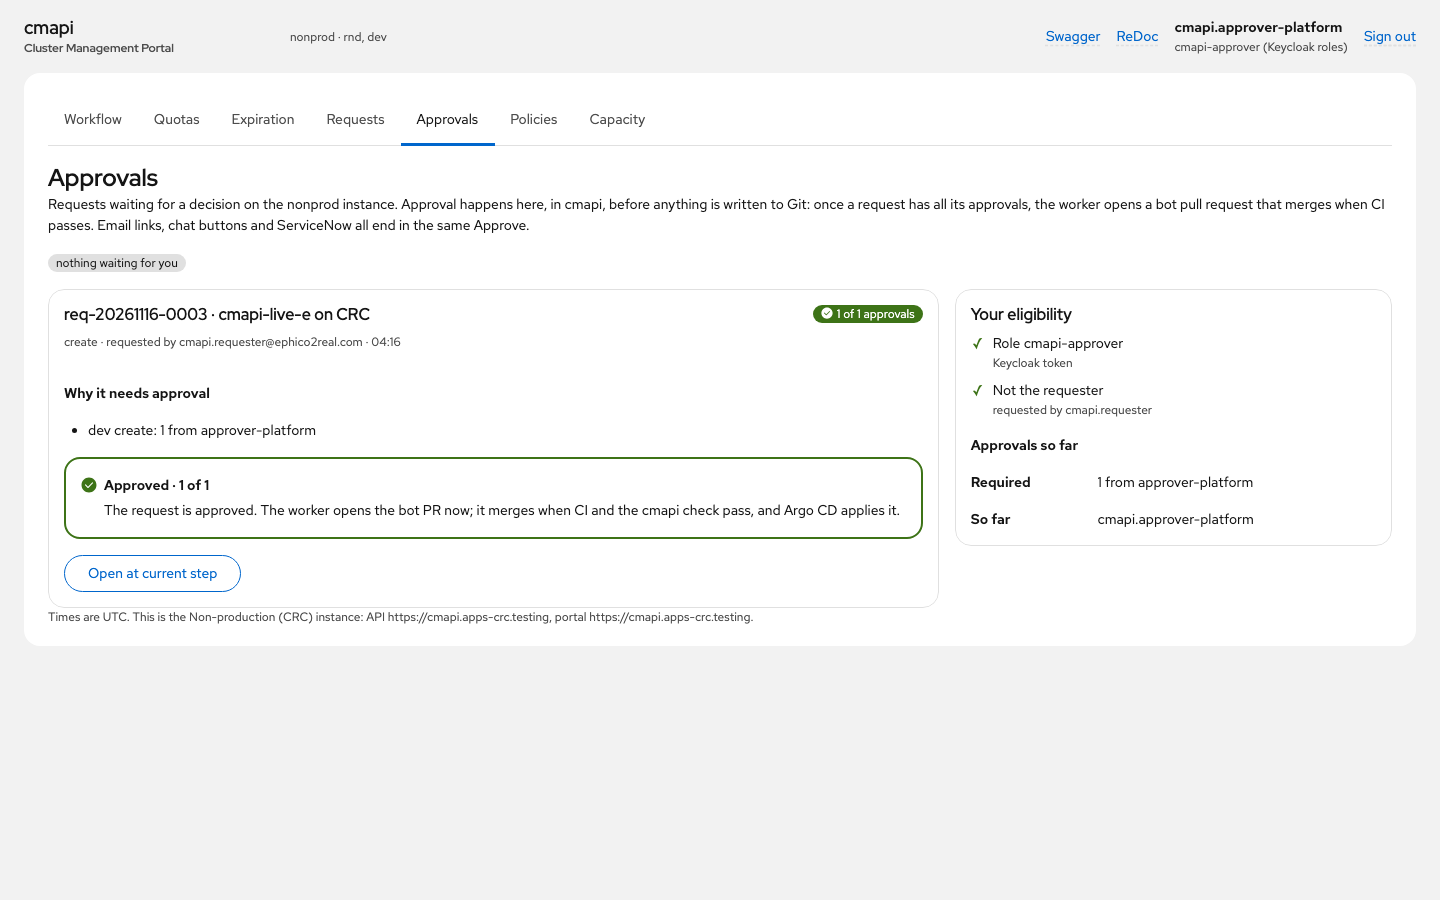 cmapi
Cluster Management Portal
nonprod · rnd, dev
Swagger
ReDoc
cmapi.approver-platform
cmapi-approver (Keycloak roles)
Sign out
Workflow
Quotas
Expiration
Requests
Approvals
Policies
Capacity
Approvals
Requests waiting for a decision on the nonprod instance. Approval happens here, in cmapi, before anything is written to Git: once a request has all its approvals, the worker opens a bot pull request that merges when CI
passes. Email links, chat buttons and ServiceNow all end in the same Approve.
nothing waiting for you
req-20261116-0003 · cmapi-live-e on CRC
1 of 1 approvals
create · requested by cmapi.requester@ephico2real.com · 04:16
Why it needs approval
• dev create: 1 from approver-platform
Approved · 1 of 1
The request is approved. The worker opens the bot PR now; it merges when CI and the cmapi check pass, and Argo CD applies it.
Open at current step
Your eligibility
✓ Role cmapi-approver
Keycloak token
✓ Not the requester
requested by cmapi.requester
Approvals so far
Required 1 from approver-platform
So far cmapi.approver-platform
Times are UTC. This is the Non-production (CRC) instance: API https://cmapi.apps-crc.testing, portal https://cmapi.apps-crc.testing.